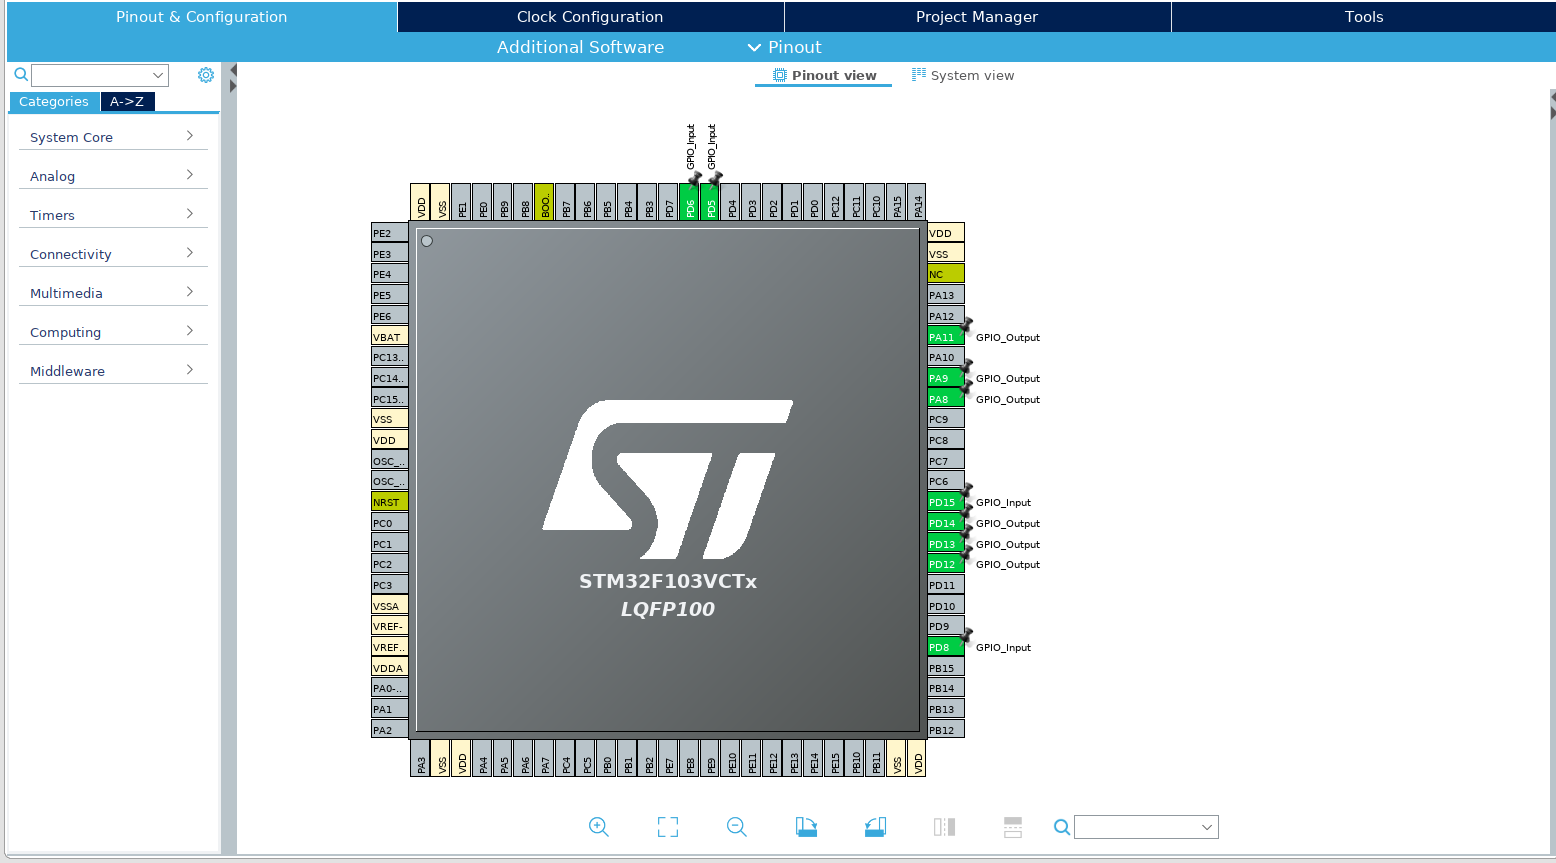 Pinout & Configuration
Clock Configuration
Project Manager
Tools
Additional Software
Pinout
Pinout view
System view
Categories
A->Z
System Core
Analog
Timers
Connectivity
Multimedia
Computing
Middleware
GPIO_Input
GPIO_Input
VDD
VSS
PE1
PE0
PB9
PB8
BOO..
PB7
PB6
PB5
PB4
PB3
PD7
PD6
PD5
PD4
PD3
PD2
PD1
PD0
PC12
PC11
PC10
PA15
PA14
PE2
PE3
PE4
PE5
PE6
VBAT
PC13..
PC14..
PC15..
VSS
VDD
OSC_..
OSC_..
NRST
PC0
PC1
PC2
PC3
VSSA
VREF-
VREF..
VDDA
PA0-..
PA1
PA2
ST
STM32F103VCTx
LQFP100
VDD
VSS
NC
PA13
PA12
PA11 GPIO_Output
PA10
PA9 GPIO_Output
PA8 GPIO_Output
PC9
PC8
PC7
PC6
PD15 GPIO_Input
PD14 GPIO_Output
PD13 GPIO_Output
PD12 GPIO_Output
PD11
PD10
PD9
PD8 GPIO_Input
PB15
PB14
PB13
PB12
PA3
VSS
VDD
PA4
PA5
PA6
PA7
PC4
PC5
PB0
PB1
PB2
PE7
PE8
PE9
PE10
PE11
PE12
PE13
PE14
PE15
PB10
PB11
VSS
VDD